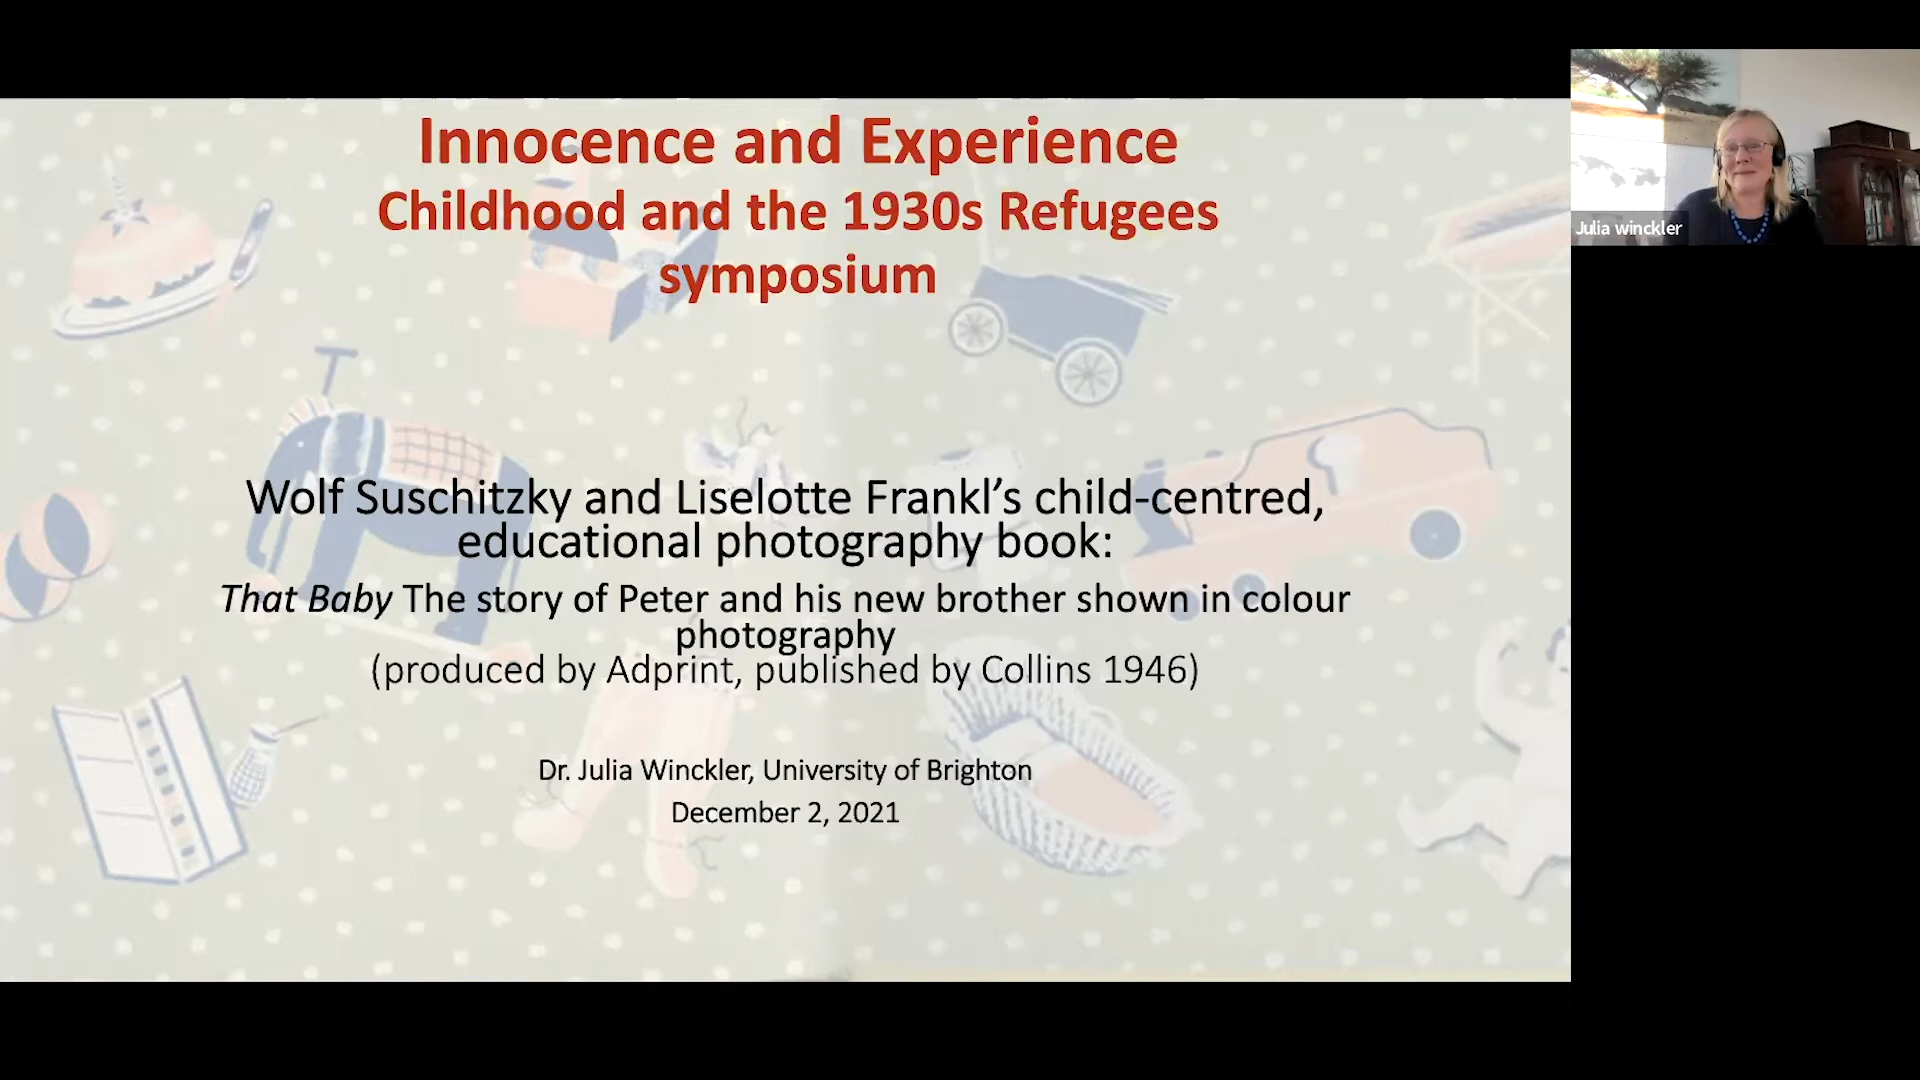 Innocence and Experience
Childhood and the 1930s Refugees
symposium
Wolf Suschitzky and Liselotte Frankl’s child-centred,
educational photography book:
That Baby The story of Peter and his new brother shown in colour
photography
(produced by Adprint, published by Collins 1946)
Dr. Julia Winckler, University of Brighton
December 2, 2021
Julia winckler